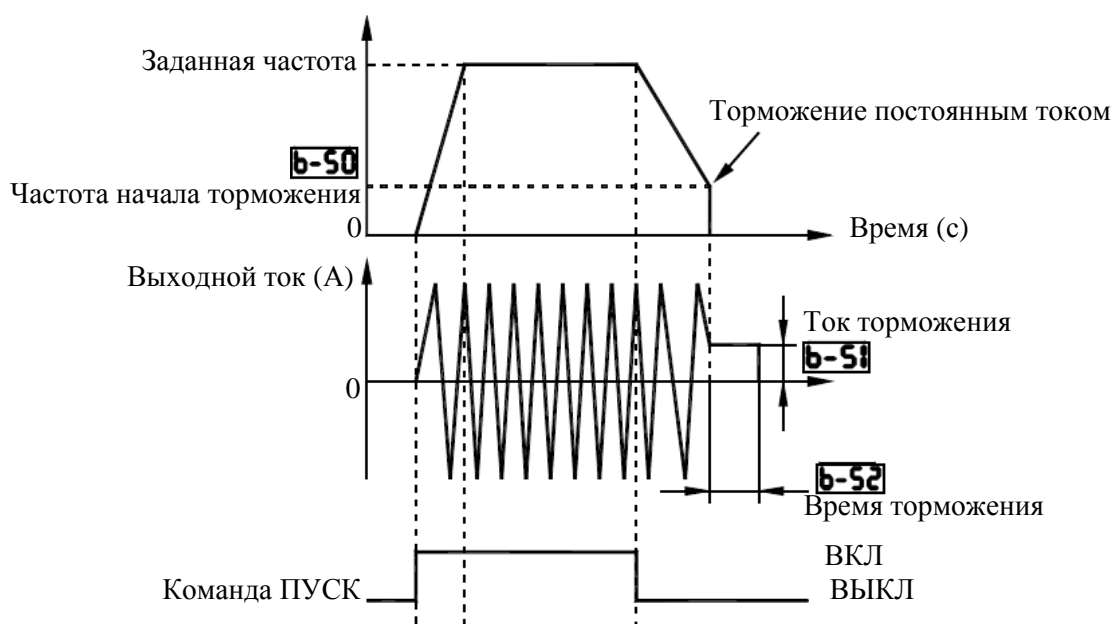 Заданная частота
Торможение постоянным током
b-50
Частота начала торможения
0
Время (с)
Выходной ток (А)
Ток торможения
b-51
0
b-52
Время торможения
ВКЛ
Команда ПУСК
ВЫКЛ